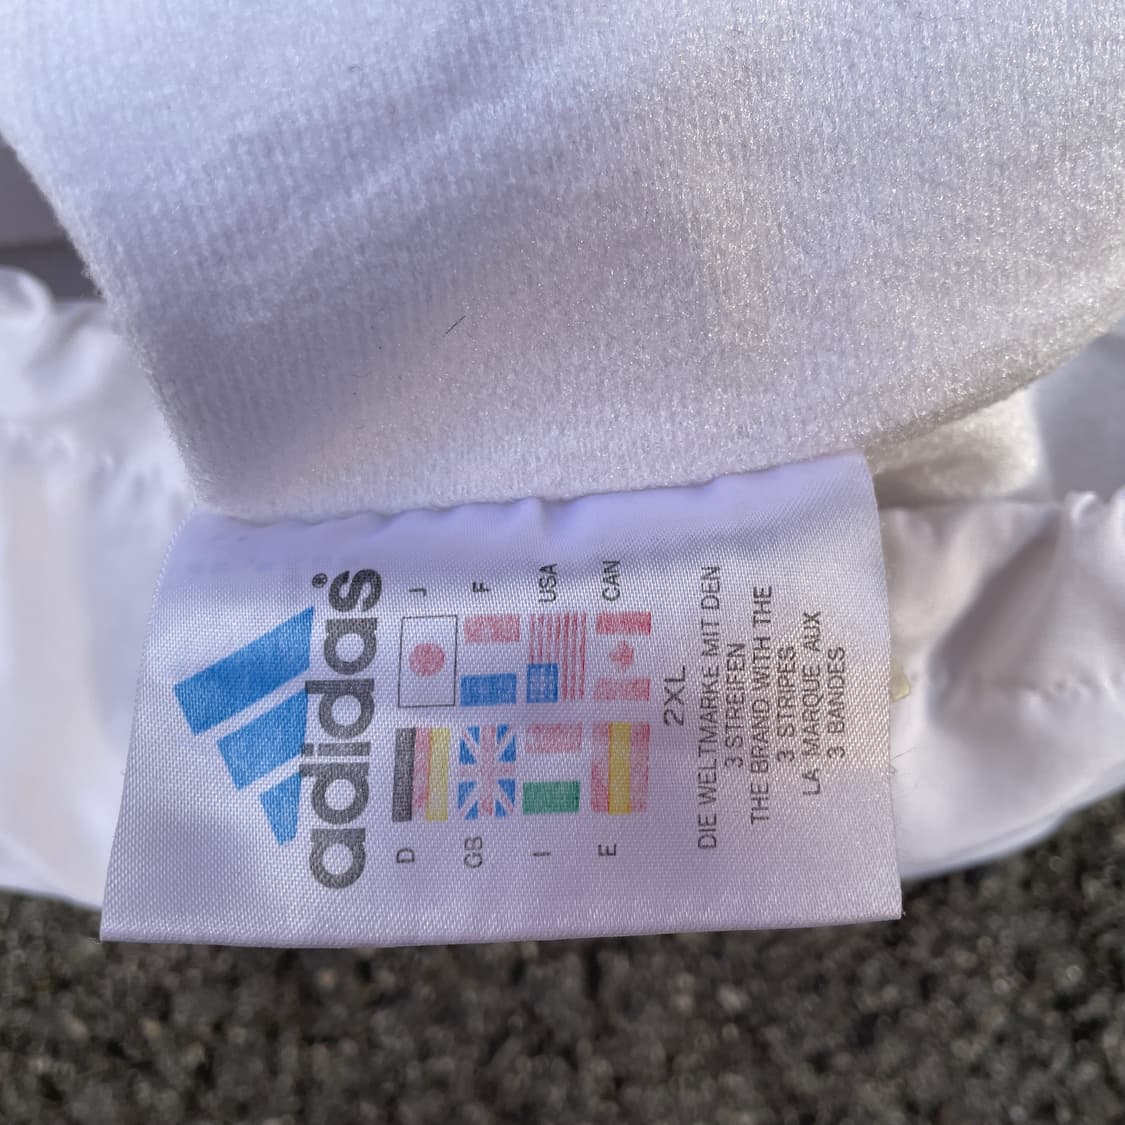 adidas®
D J
GB F
I USA
E CAN
2XL
DIE WELTMARKE MIT DEN
3 STREIFEN
THE BRAND WITH THE
3 STRIPES
LA MARQUE AUX
3 BANDES